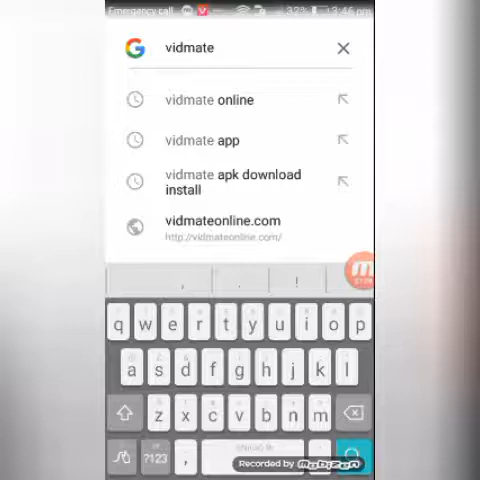 Emergency call 32% 13:46 pm
vidmate
vidmate online
vidmate app
vidmate apk download
install
vidmateonline.com
http://vidmateonline.com/
, . !
q w e r t y u i o p
a s d f g h j k l
z x c v b n m
?123 ,
Recorded by mobizen